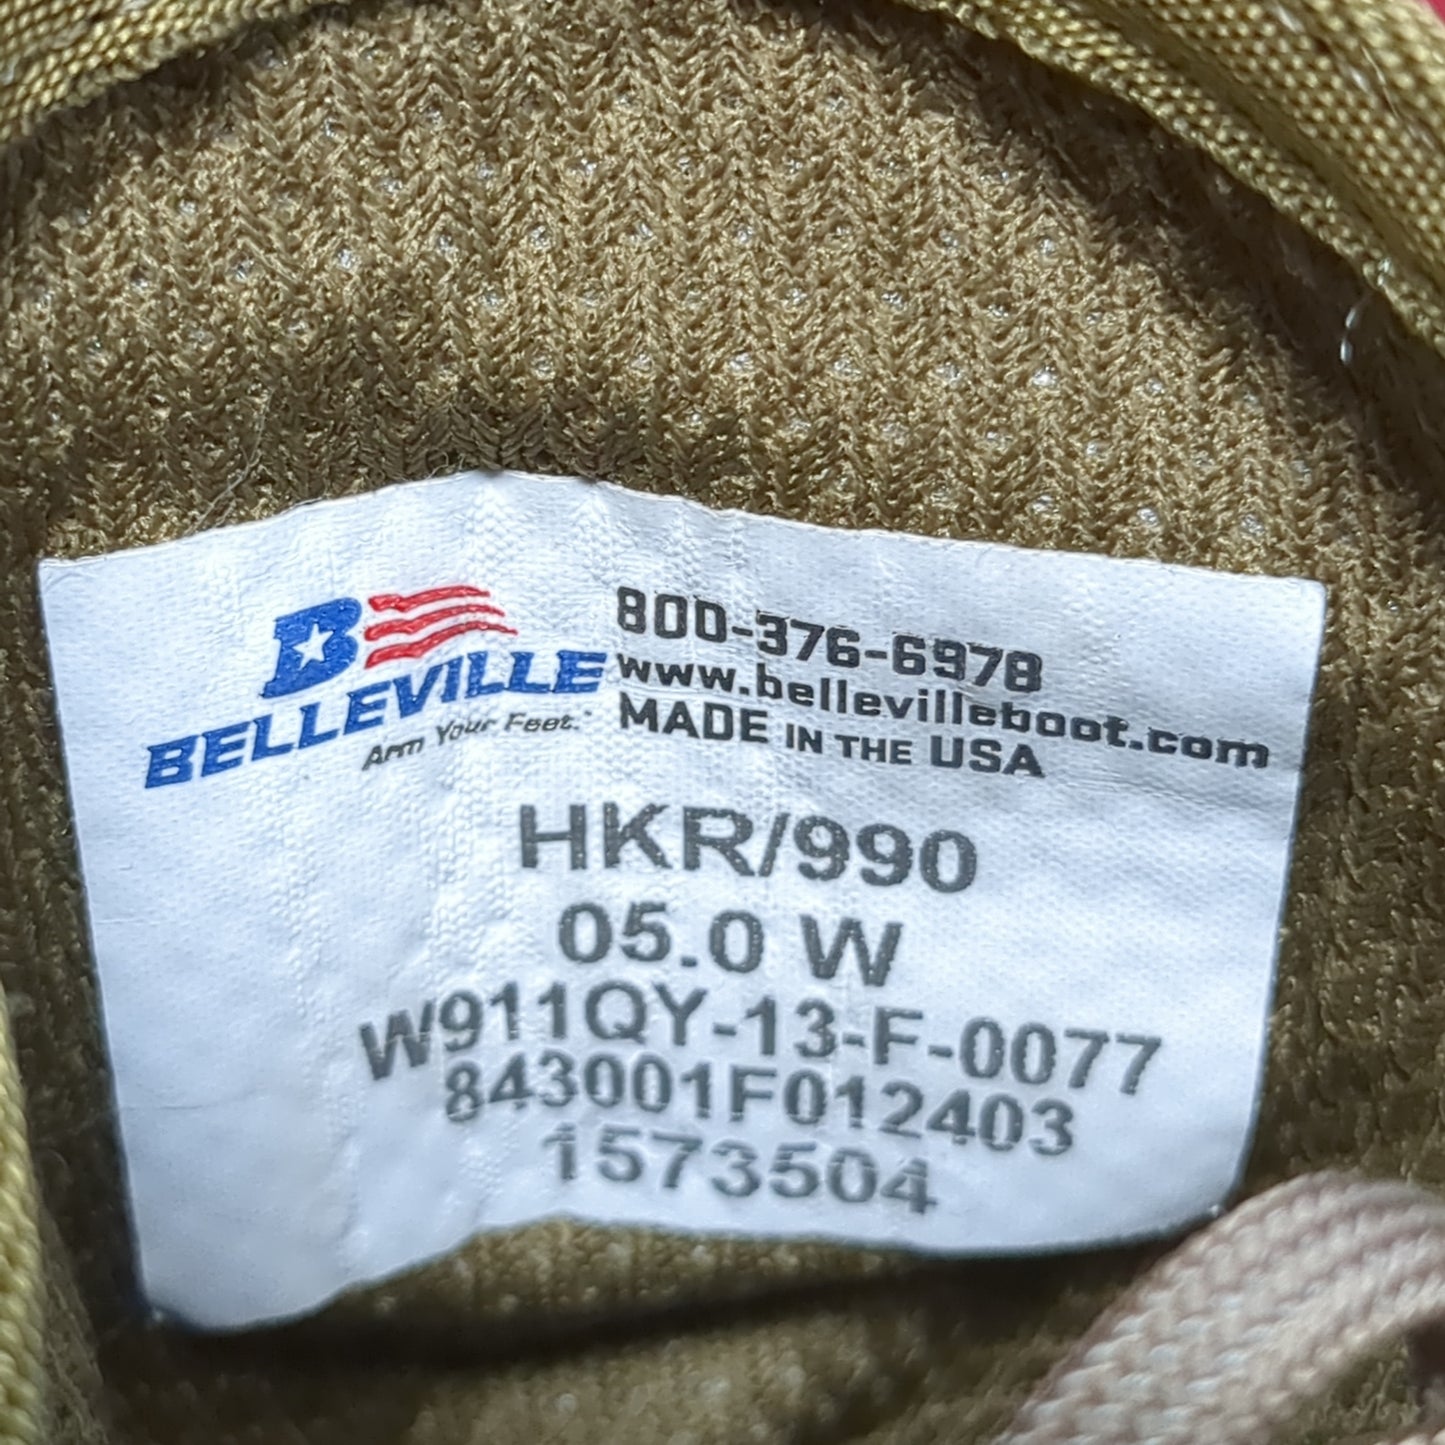 B
BELLEVILLE
Arm Your Feet.™
800-376-6978
www.bellevilleboot.com
MADE IN THE USA
HKR/990
05.0 W
W911QY-13-F-0077
843001F012403
1573504